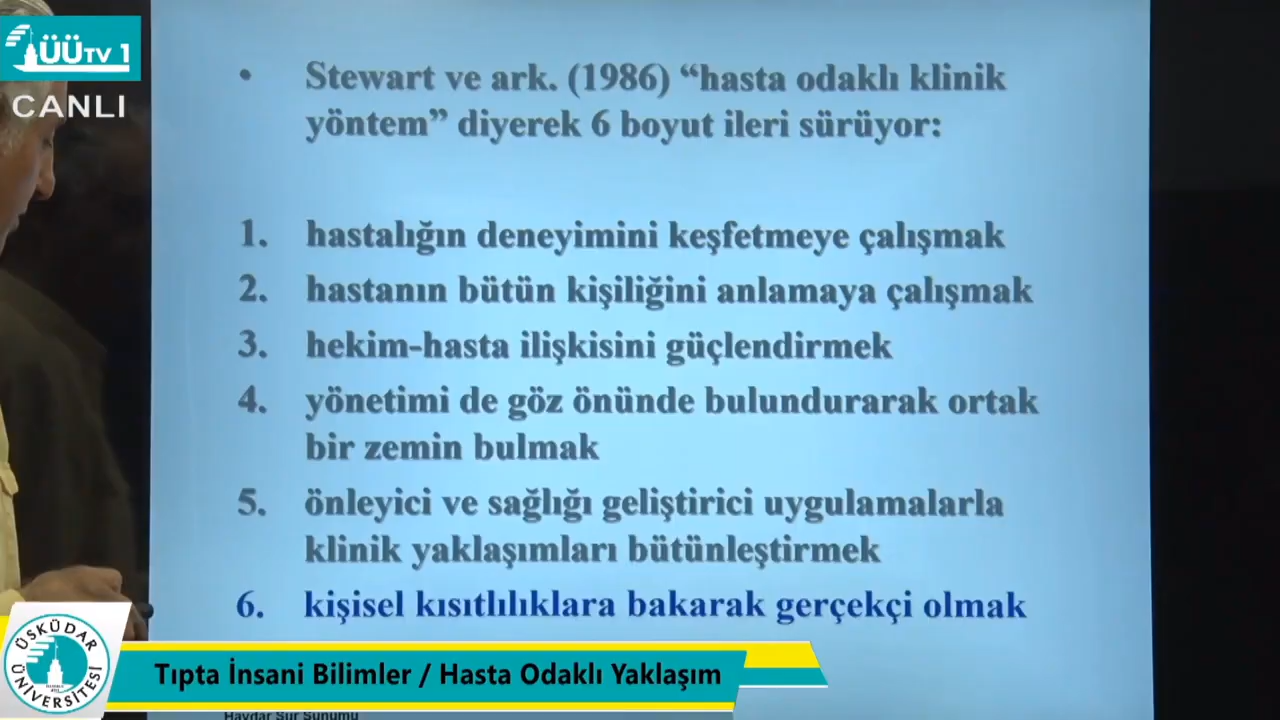 ÜÜTV 1
CANLI
• Stewart ve ark. (1986) “hasta odaklı klinik
yöntem” diyerek 6 boyut ileri sürüyor:
1. hastalığın deneyimini keşfetmeye çalışmak
2. hastanın bütün kişiliğini anlamaya çalışmak
3. hekim-hasta ilişkisini güçlendirmek
4. yönetimi de göz önünde bulundurarak ortak
bir zemin bulmak
5. önleyici ve sağlığı geliştirici uygulamalarla
klinik yaklaşımları bütünleştirmek
6. kişisel kısıtlılıklara bakarak gerçekçi olmak
ÜSKÜDAR
ÜNİVERSİTESİ
Tıpta İnsani Bilimler / Hasta Odaklı Yaklaşım
Haydar Sur Sunumu